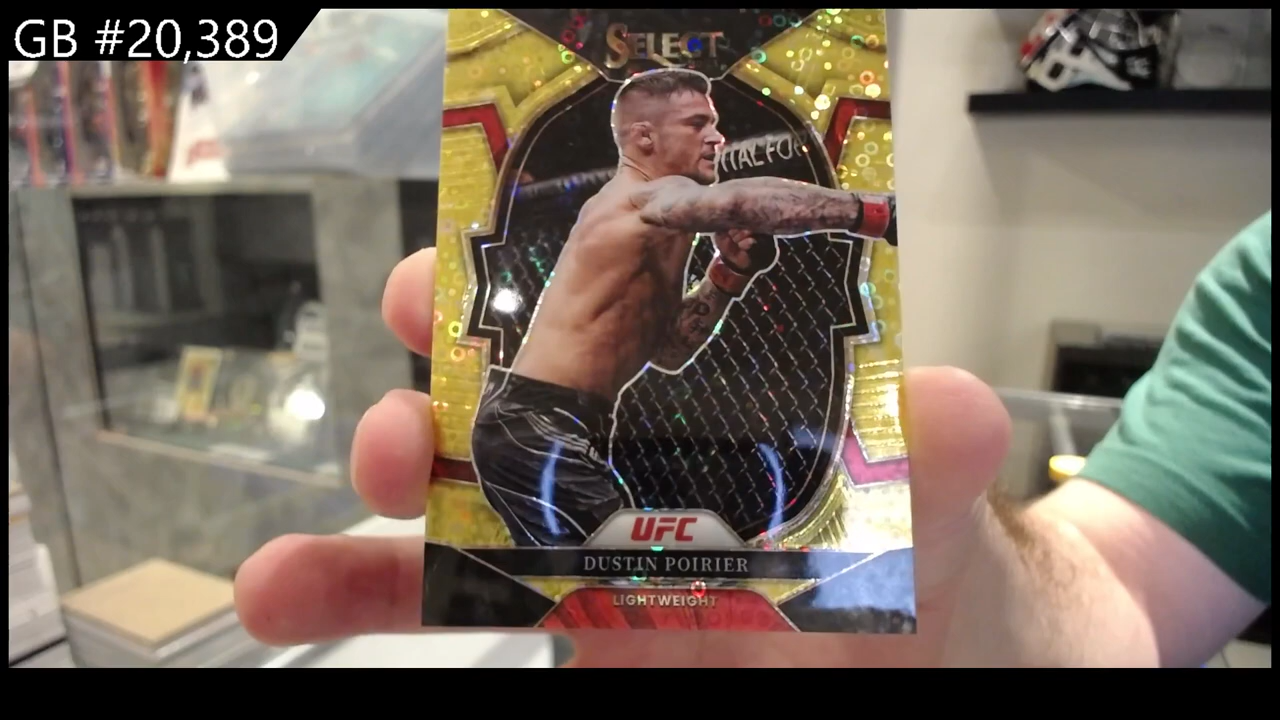 GB #20,389
SELECT
UFC
DUSTIN POIRIER
LIGHTWEIGHT